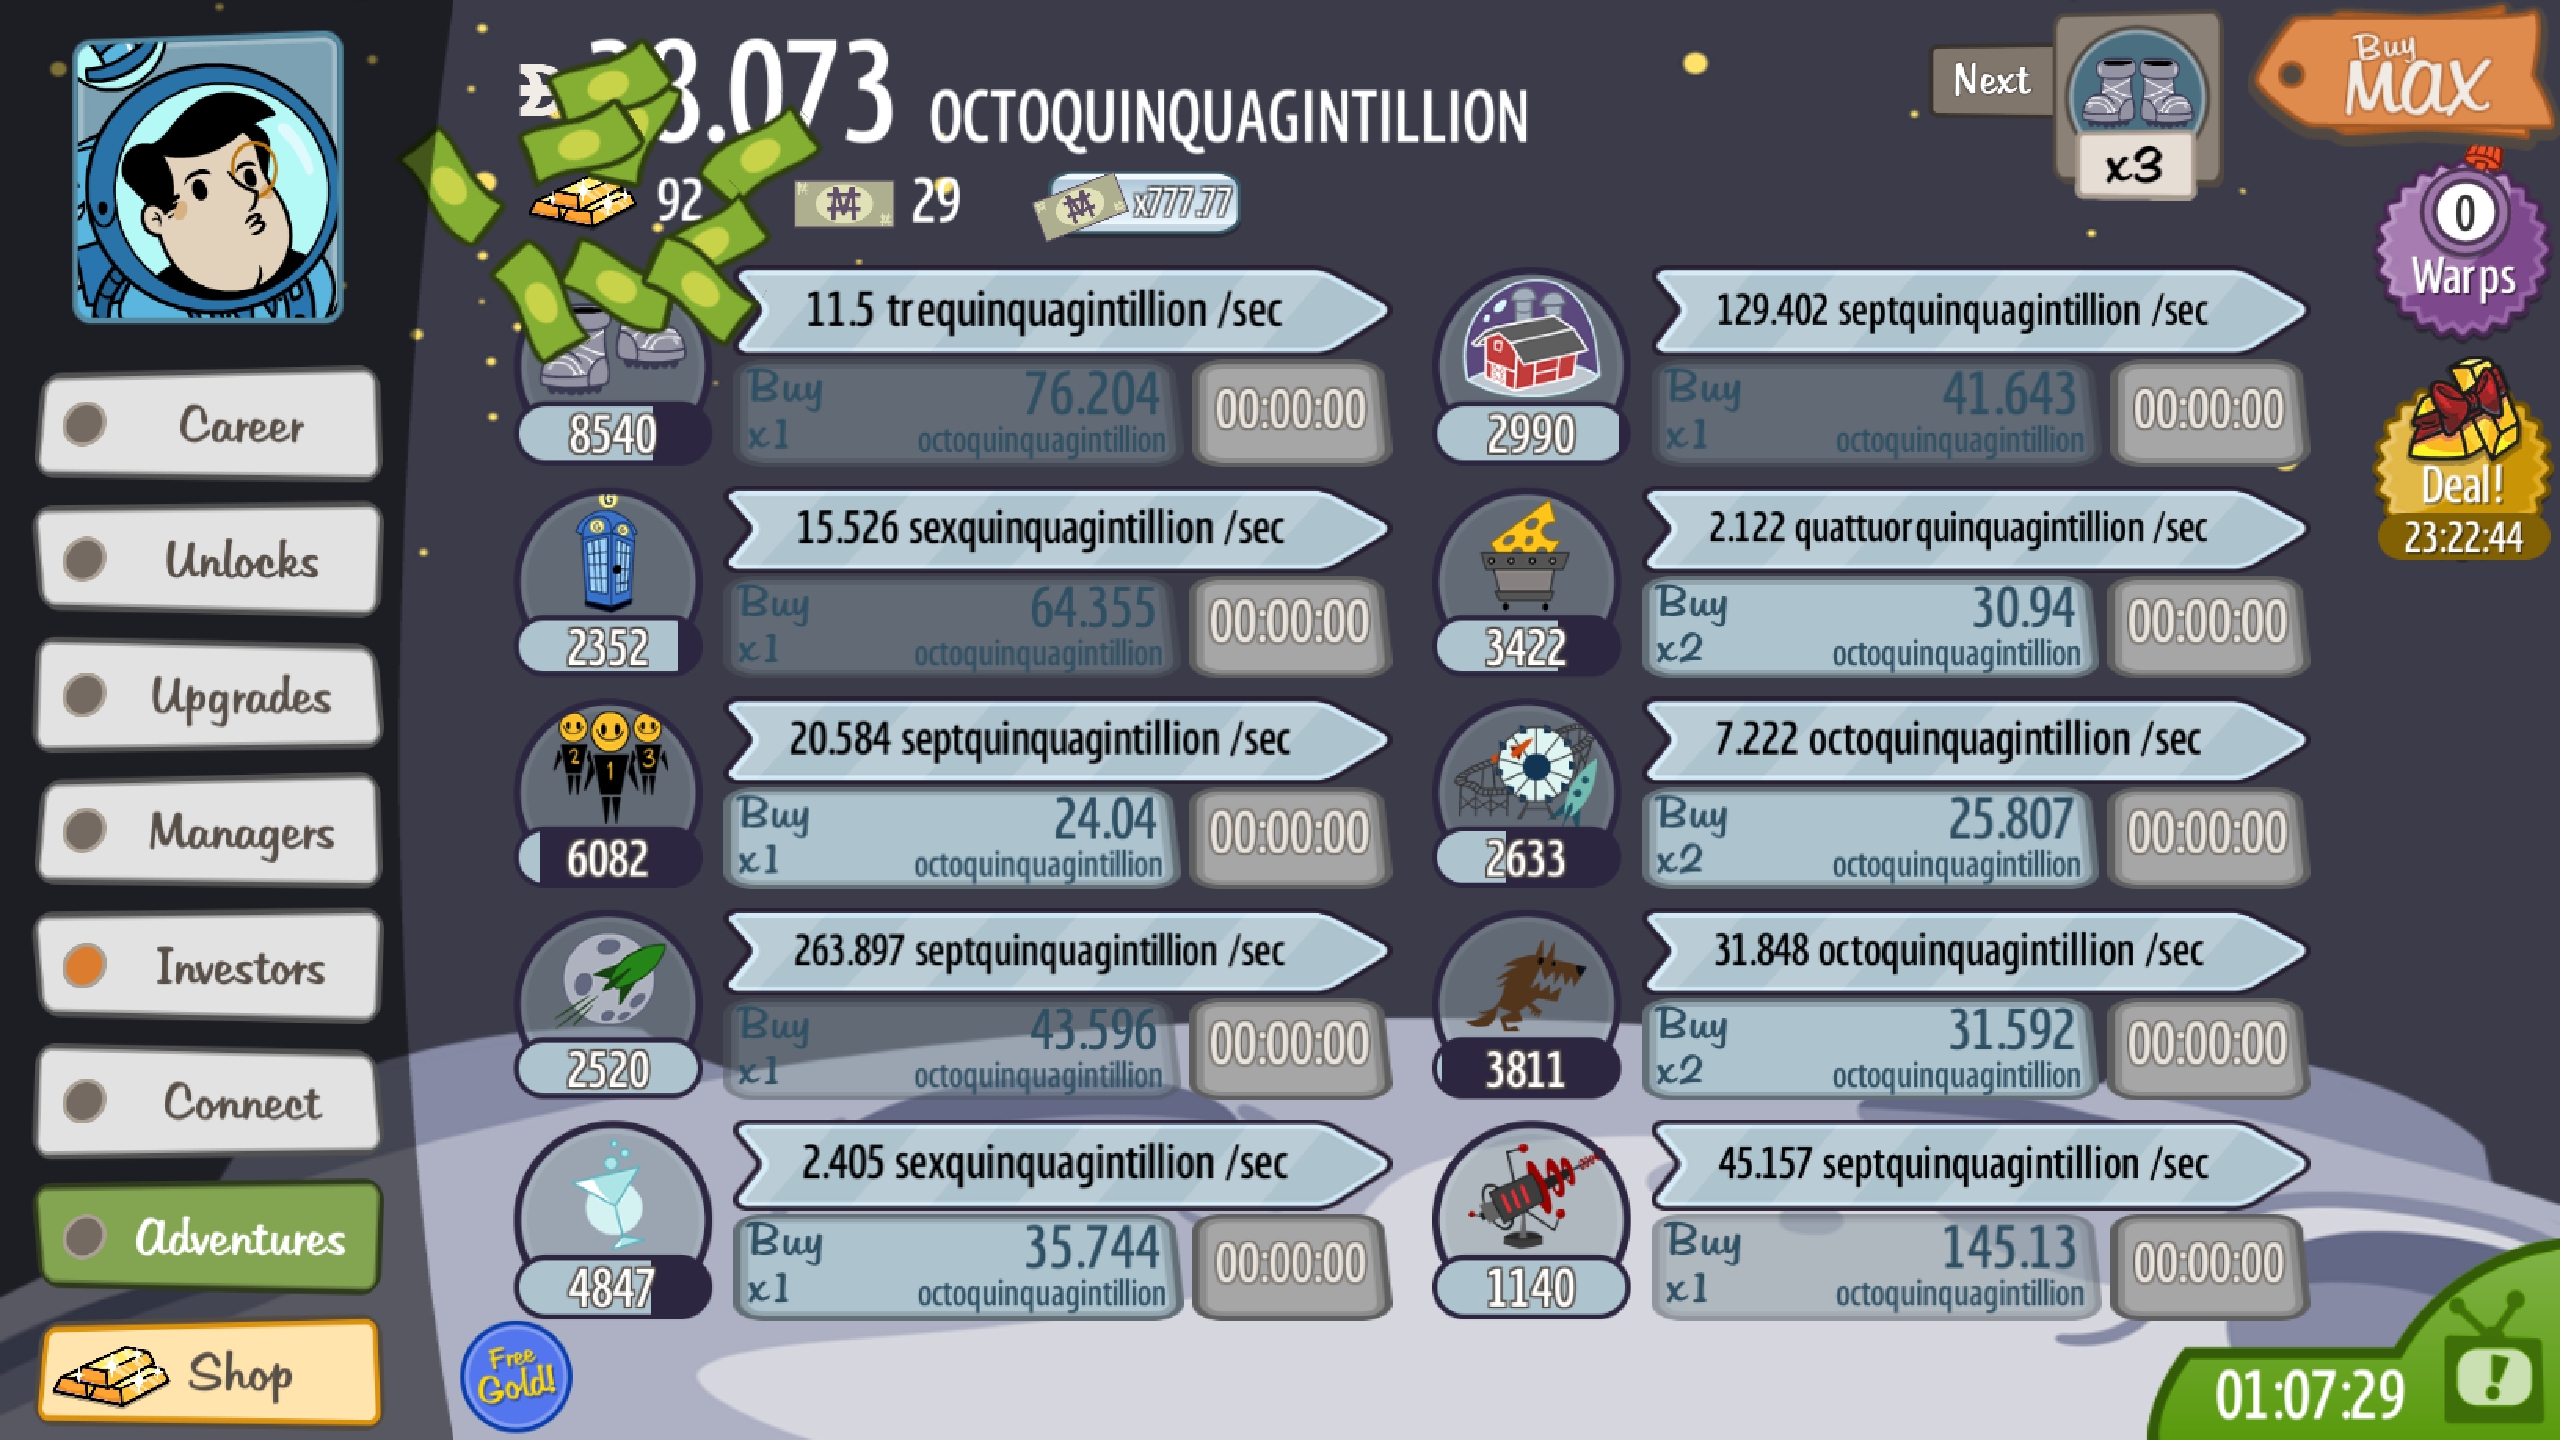 38.073 OCTOQUINQUAGINTILLION
92
29
x777.77
Next
x3
Buy
MAX
0
Warps
Deal!
23:22:44
Career
Unlocks
Upgrades
Managers
Investors
Connect
Adventures
Shop
11.5 trequinquagintillion /sec
Buy 76.204
x1 octoquinquagintillion
00:00:00
8540
129.402 septquinquagintillion /sec
Buy 41.643
x1 octoquinquagintillion
00:00:00
2990
G
G G
15.526 sexquinquagintillion /sec
Buy 64.355
x1 octoquinquagintillion
00:00:00
2352
2.122 quattuorquinquagintillion /sec
Buy 30.94
x2 octoquinquagintillion
00:00:00
3422
2 1 3
20.584 septquinquagintillion /sec
Buy 24.04
x1 octoquinquagintillion
00:00:00
6082
7.222 octoquinquagintillion /sec
Buy 25.807
x2 octoquinquagintillion
00:00:00
2633
263.897 septquinquagintillion /sec
Buy 43.596
x1 octoquinquagintillion
00:00:00
2520
31.848 octoquinquagintillion /sec
Buy 31.592
x2 octoquinquagintillion
00:00:00
3811
2.405 sexquinquagintillion /sec
Buy 35.744
x1 octoquinquagintillion
00:00:00
4847
45.157 septquinquagintillion /sec
Buy 145.13
x1 octoquinquagintillion
00:00:00
1140
Free
Gold!
01:07:29
!